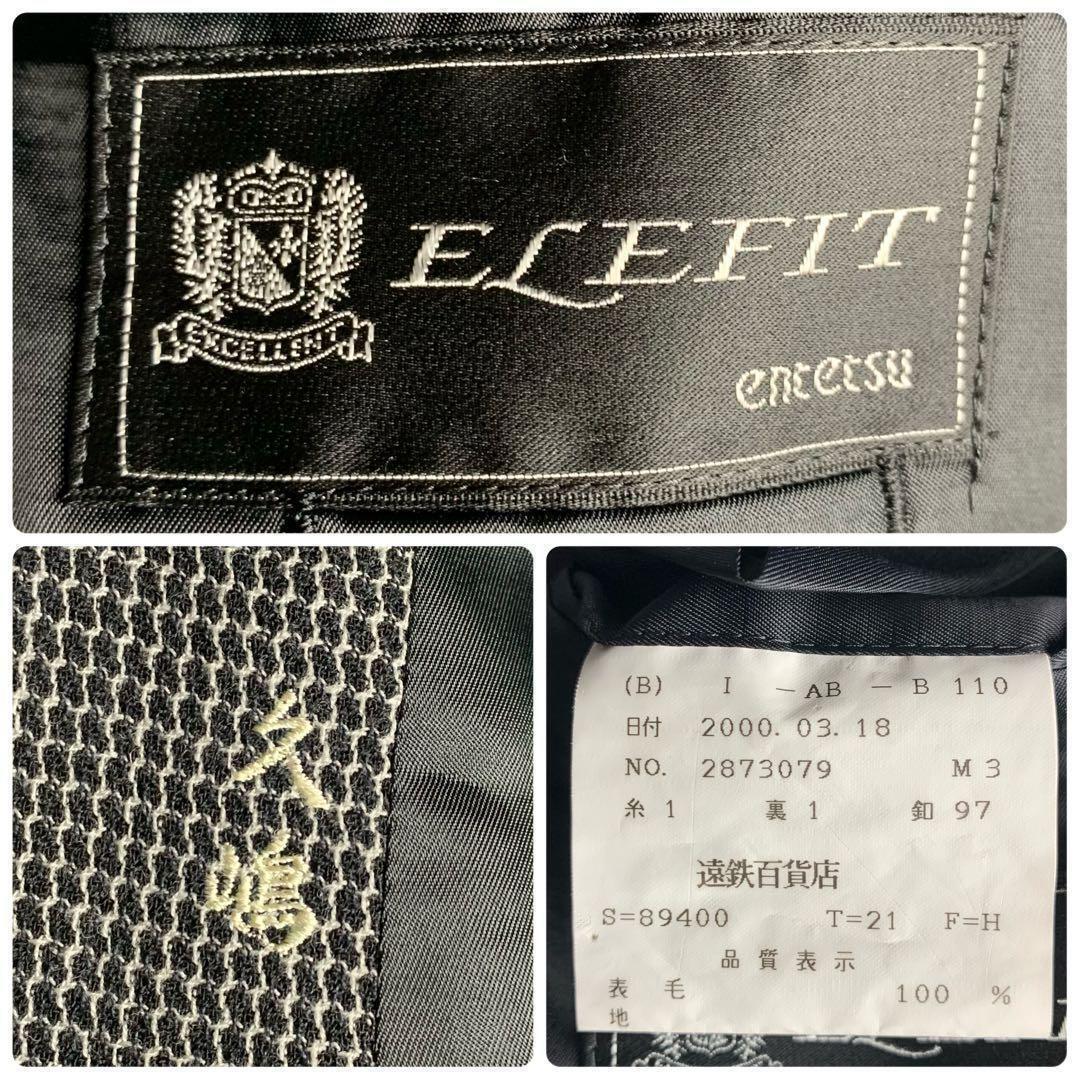 ELEFIT
EXCELLENT
entetsu
久
嶋
(B) I -AB - B 110
日付 2000.03.18
NO. 2873079 M 3
糸 1 裏 1 釦 97
遠鉄百貨店
S=89400 T=21 F=H
品質表示
表 毛 100 %
地